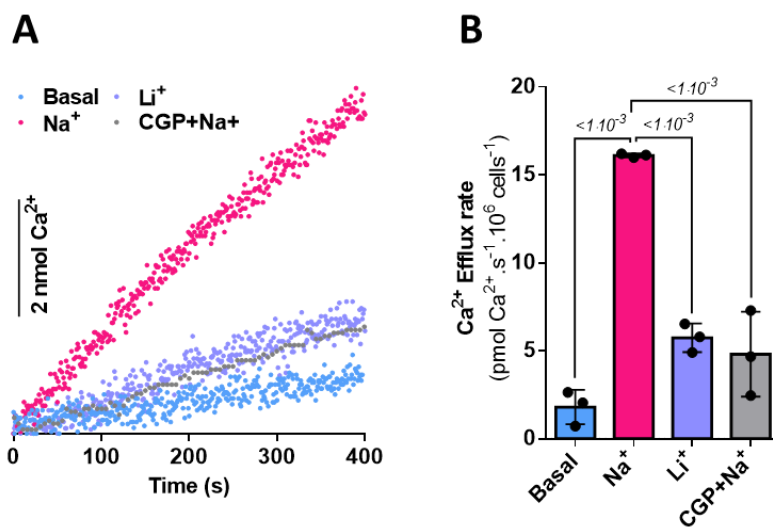 A
Basal
Li⁺
Na⁺
CGP+Na+
2 nmol Ca²⁺
0
100
200
300
400
Time (s)
B
Ca²⁺ Efflux rate
(pmol Ca²⁺.s⁻¹·10⁶ cells⁻¹)
20
15
10
5
0
<1·10⁻³
<1·10⁻³
<1·10⁻³
Basal
Na⁺
Li⁺
CGP+Na⁺